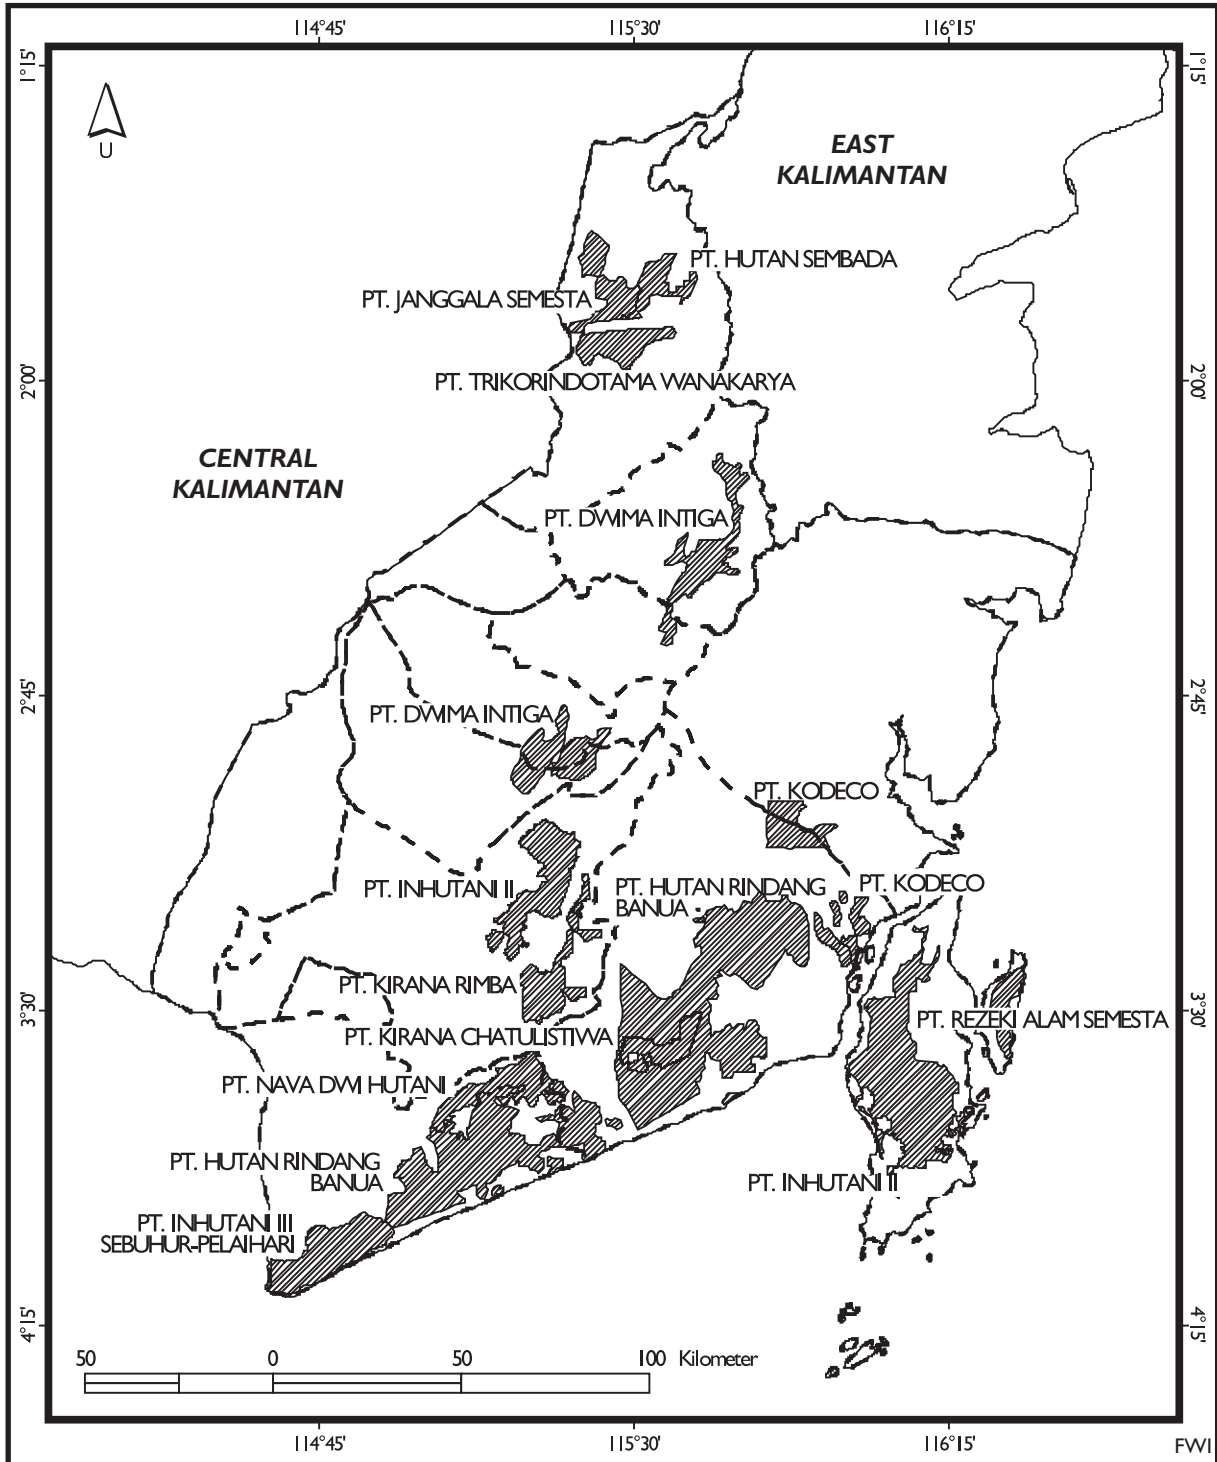 114°45'
115°30'
116°15'
1°15'
1°15'
U
EAST
KALIMANTAN
PT. HUTAN SEMBADA
PT. JANGGALA SEMESTA
PT. TRIKORINDOTAMA WANAKARYA
2°00'
2°00'
CENTRAL
KALIMANTAN
PT. DWIMA INTIGA
2°45'
2°45'
PT. DWIMA INTIGA
PT. KODECO
PT. INHUTANI II
PT. HUTAN RINDANG
BANUA
PT. KODECO
PT. KIRANA RIMBA
3°30'
3°30'
PT. REZEKI ALAM SEMESTA
PT. KIRANA CHATULISTIWA
PT. NAVA DWI HUTANI
PT. HUTAN RINDANG
BANUA
PT. INHUTANI II
PT. INHUTANI III
SEBUHUR-PELAIHARI
4°15'
4°15'
50
0
50
100 Kilometer
114°45'
115°30'
116°15'
FWI